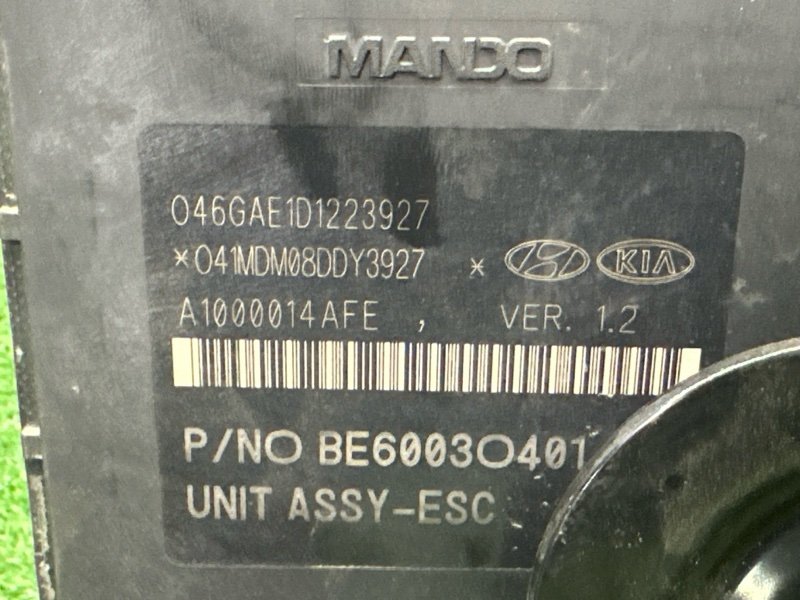 MANDO
046GAE1D1223927
*041MDM08DDY3927 * KIA
A1000014AFE , VER. 1.2
P/NO BE60030401
UNIT ASSY-ESC